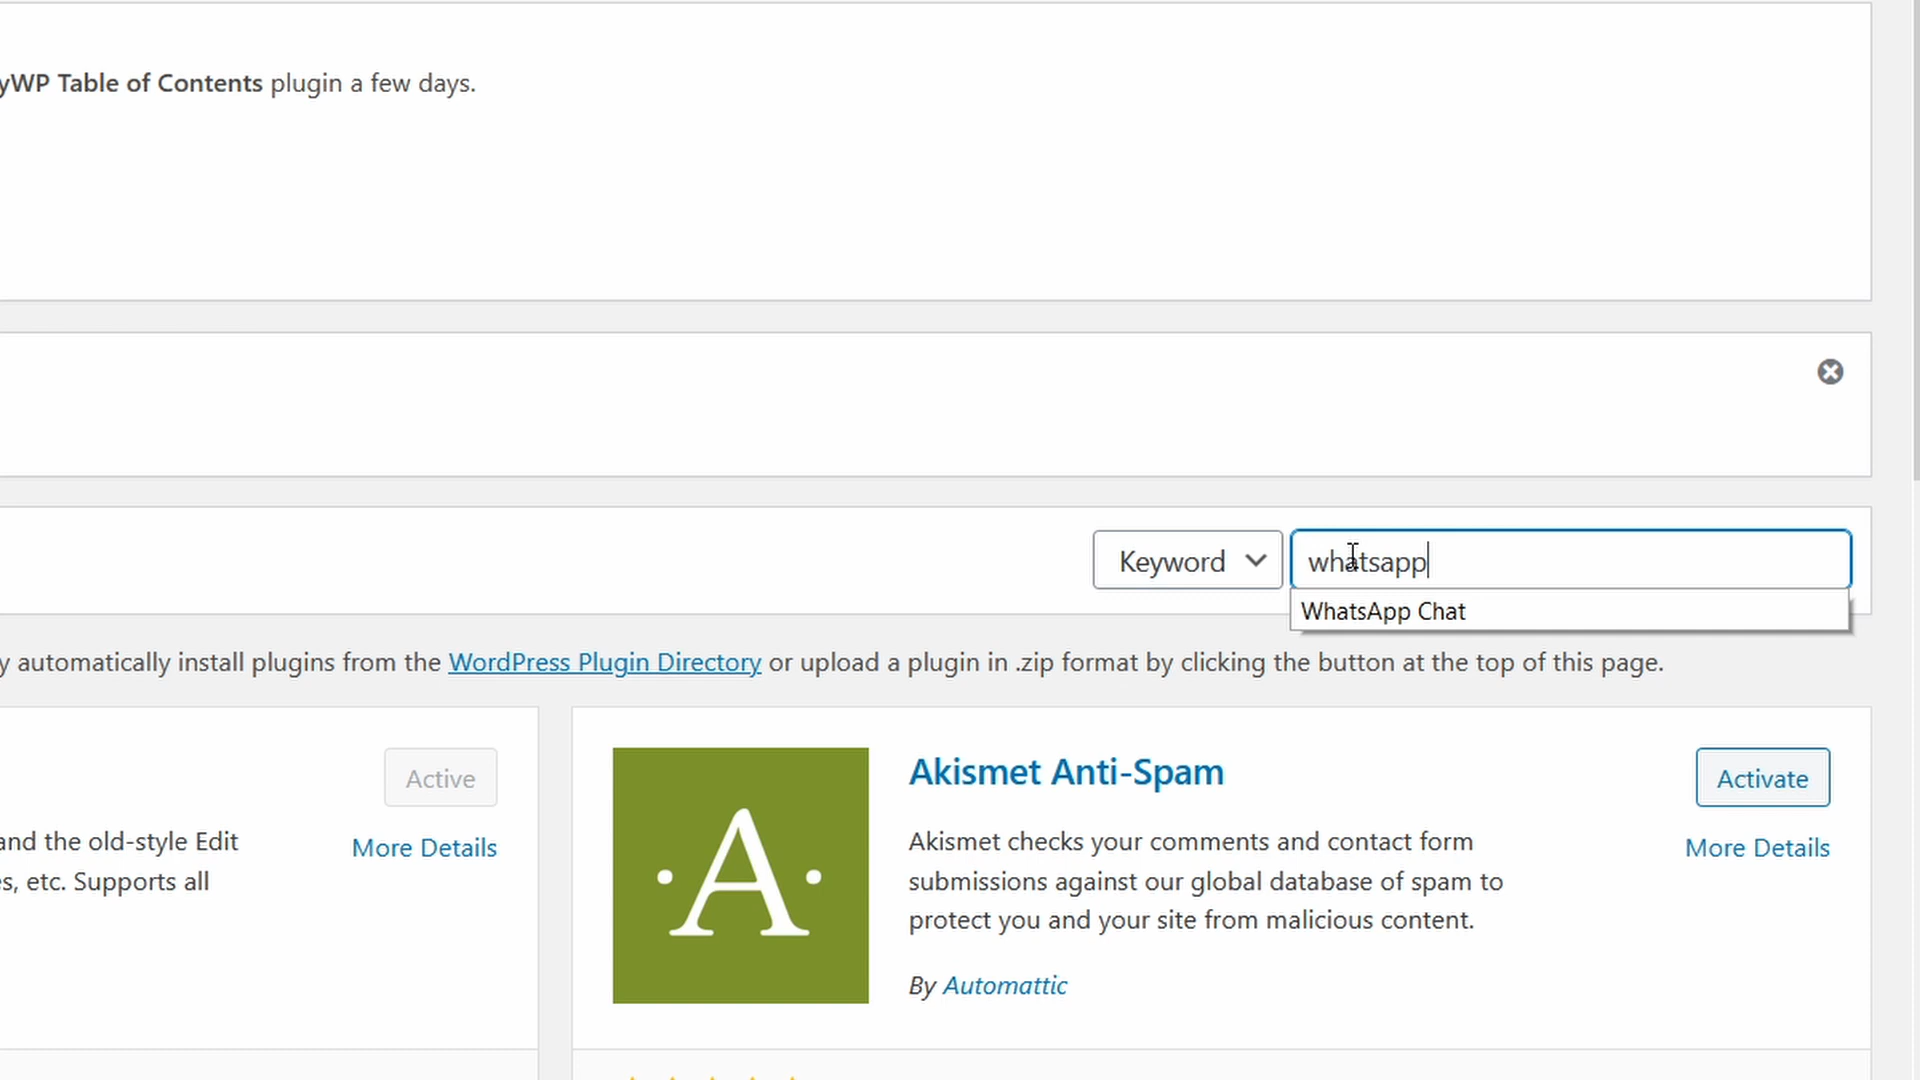 yWP Table of Contents plugin a few days.
Keyword
whatsapp
WhatsApp Chat
y automatically install plugins from the WordPress Plugin Directory or upload a plugin in .zip format by clicking the button at the top of this page.
Active
and the old-style Edit
More Details
s, etc. Supports all
A
Akismet Anti-Spam
Activate
Akismet checks your comments and contact form
More Details
submissions against our global database of spam to
protect you and your site from malicious content.
By Automattic